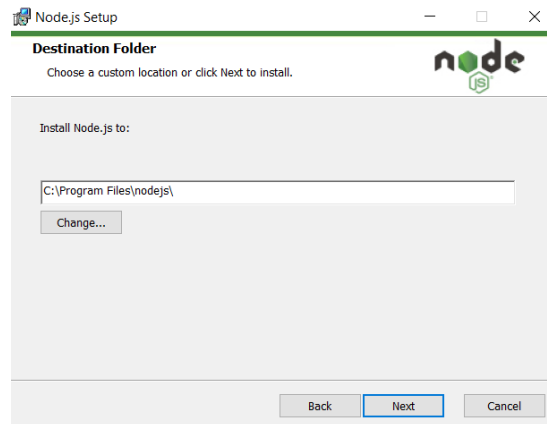 Node.js Setup
Destination Folder
Choose a custom location or click Next to install.
node
JS
Install Node.js to:
C:\Program Files\nodejs\
Change...
Back Next Cancel